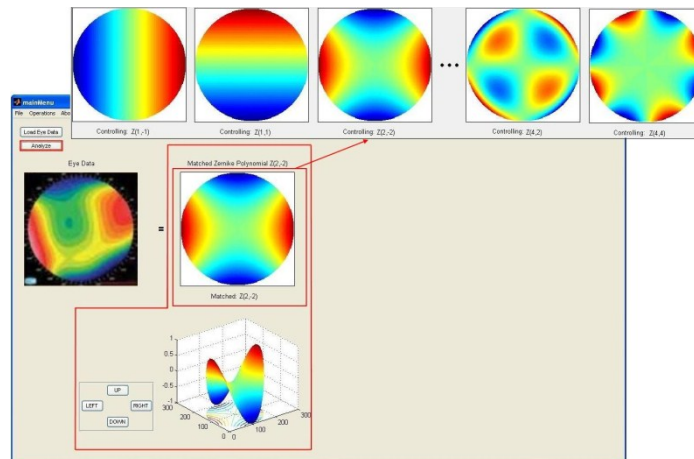 Controlling: Z(1,-1)
Controlling: Z(1,1)
Controlling: Z(2,-2)
...
Controlling: Z(4,2)
Controlling: Z(4,4)
mainMenu
File Operations Abo
Load Eye Data
Analyze
Eye Data
Matched Zernike Polynomial Z(2,-2)
=
Matched: Z(2,-2)
1
0.5
0
-0.5
-1
300
200
100
0
0
100
200
300
UP
LEFT
RIGHT
DOWN